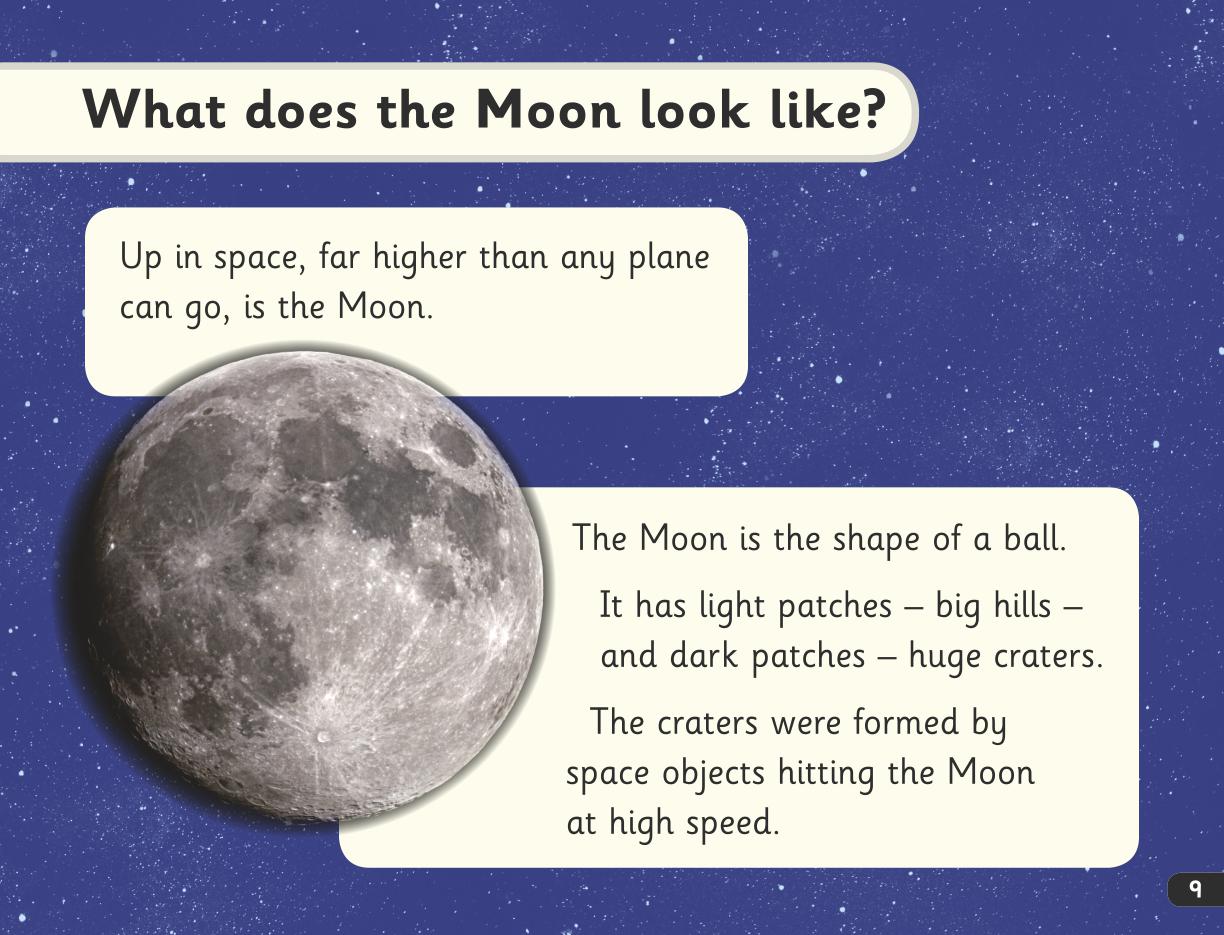 What does the Moon look like?
Up in space, far higher than any plane
can go, is the Moon.
The Moon is the shape of a ball.
It has light patches – big hills –
and dark patches – huge craters.
The craters were formed by
space objects hitting the Moon
at high speed.
9